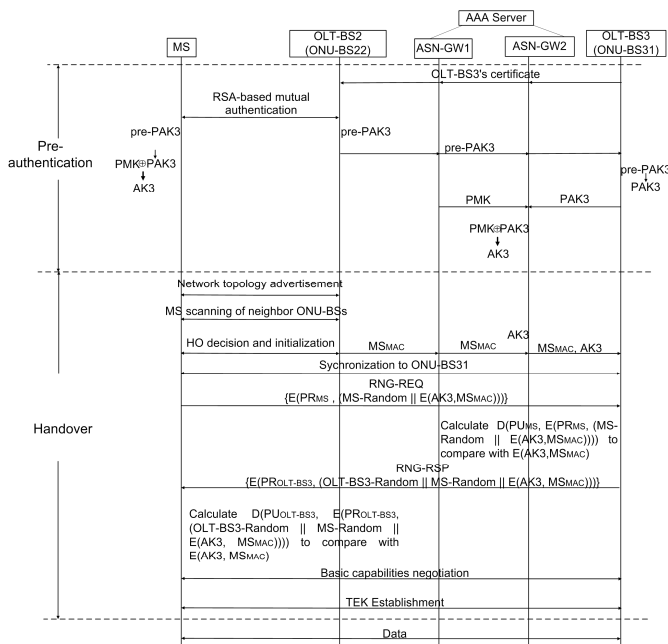 AAA Server
MS
OLT-BS2
(ONU-BS22)
ASN-GW1
ASN-GW2
OLT-BS3
(ONU-BS31)
OLT-BS3's certificate
RSA-based mutual
authentication
Pre-
authentication
pre-PAK3
PMK⊕PAK3
AK3
pre-PAK3
pre-PAK3
pre-PAK3
PAK3
PMK
PAK3
PMK⊕PAK3
AK3
Network topology advertisement
MS scanning of neighbor ONU-BSs
HO decision and initialization
MSMAC
MSMAC
AK3
MSMAC, AK3
Sychronization to ONU-BS31
RNG-REQ
{E(PRMS , (MS-Random || E(AK3,MSMAC)))}
Handover
Calculate D(PUMS, E(PRMS, (MS-
Random || E(AK3,MSMAC)))) to
compare with E(AK3,MSMAC)
RNG-RSP
{E(PROLT-BS3, (OLT-BS3-Random || MS-Random || E(AK3, MSMAC)))}
Calculate D(PUOLT-BS3, E(PROLT-BS3,
(OLT-BS3-Random || MS-Random ||
E(AK3, MSMAC)))) to compare with
E(AK3, MSMAC)
Basic capabilities negotiation
TEK Establishment
Data